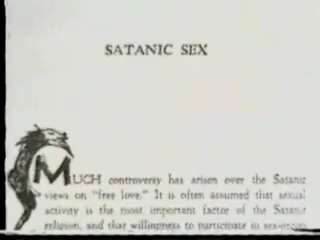 SATANIC SEX
MUCH controversy has arisen over the Satanic
views on "free love." It is often assumed that sexual
activity is the most important factor of the Satanic
religion, and that willingness to participate in